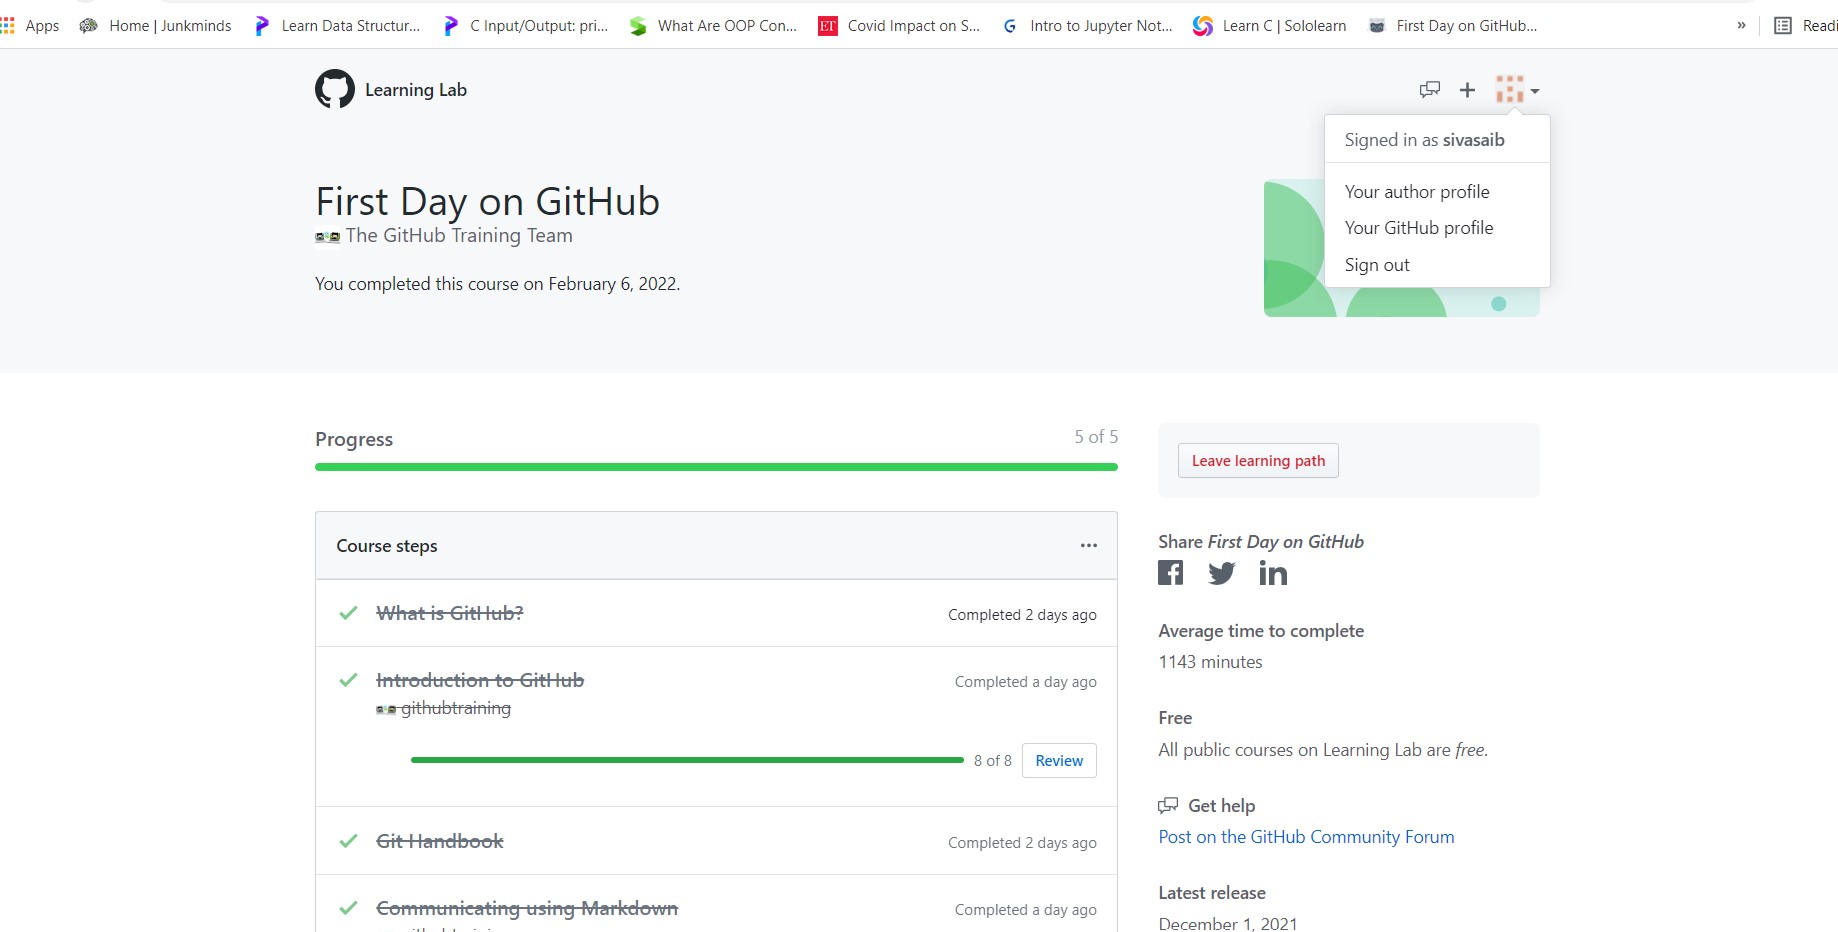 Apps Home | Junkminds Learn Data Structur... C Input/Output: pri... What Are OOP Con... ET Covid Impact on S... Intro to Jupyter Not... Learn C | Sololearn First Day on GitHub... »
Learning Lab
Signed in as sivasaib
Your author profile
Your GitHub profile
Sign out
First Day on GitHub
The GitHub Training Team
You completed this course on February 6, 2022.
Progress 5 of 5
Leave learning path
Course steps ...
What is GitHub? Completed 2 days ago
Introduction to GitHub Completed a day ago
githubtraining
8 of 8 Review
Git Handbook Completed 2 days ago
Communicating using Markdown Completed a day ago
Share First Day on GitHub
Average time to complete
1143 minutes
Free
All public courses on Learning Lab are free.
Get help
Post on the GitHub Community Forum
Latest release
December 1, 2021